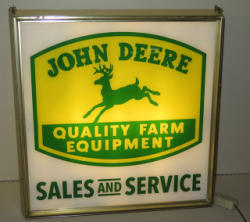 JOHN DEERE
QUALITY FARM
EQUIPMENT
SALES AND SERVICE